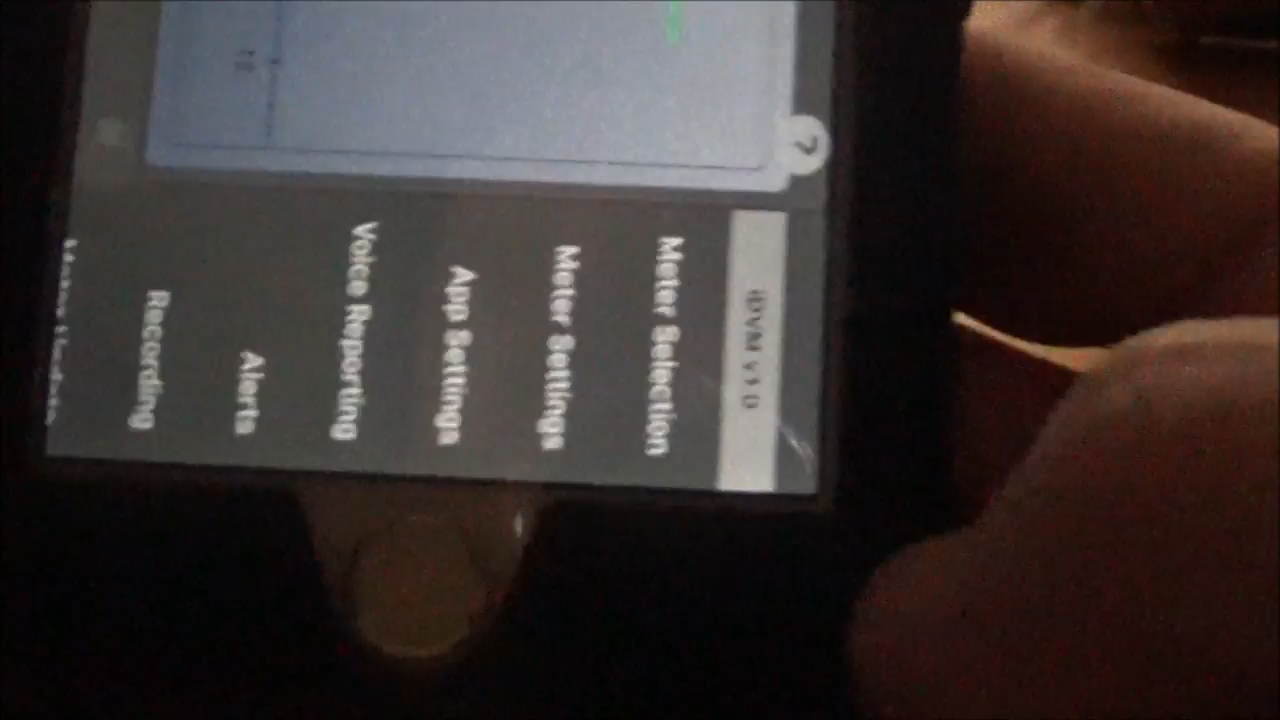 ?
iDVM v1.0
Meter Selection
Meter Settings
App Settings
Voice Reporting
Alerts
Recording